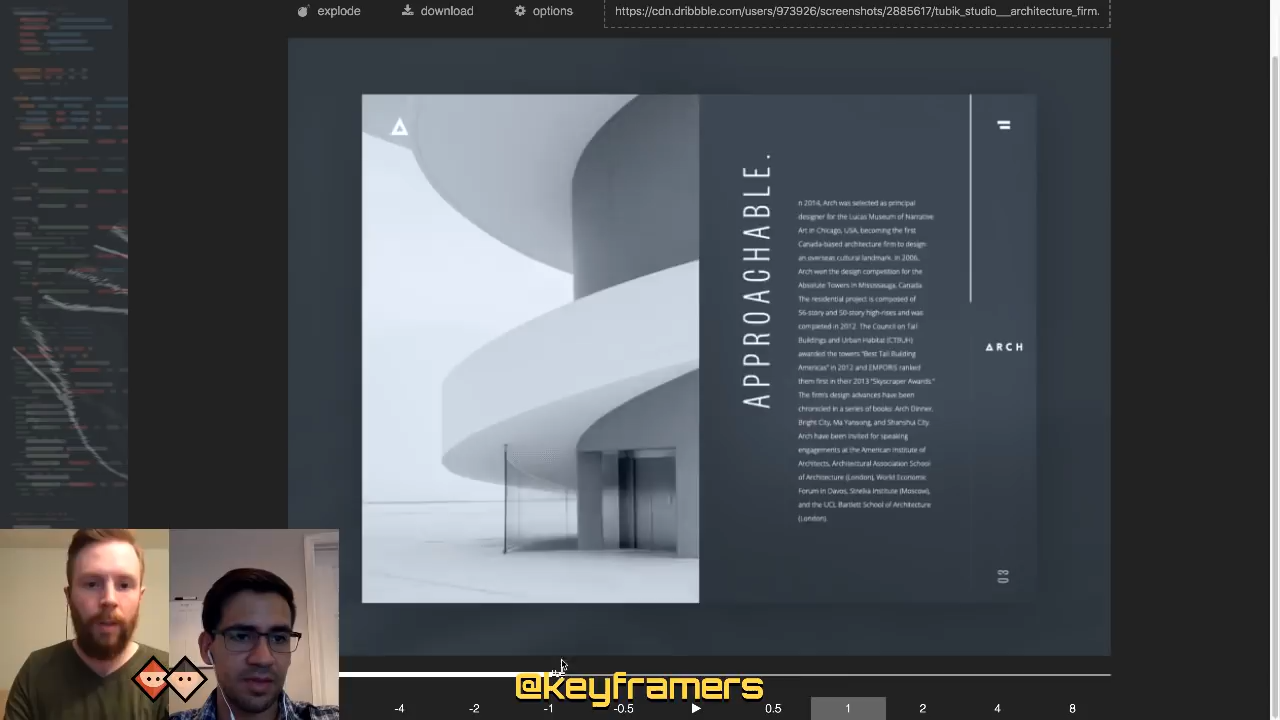 explode
options
https://cdn.dribbble.com/users/973926/screenshots/2885617/tubik_studio___architecture_firm.
APPROACHABLE.
n 2014, Arch was selected as principal
designer for the Lucas Museum of Narrative
Art in Chicago, USA, becoming the first
Canada-based architecture firm to design
an overseas cultural landmark. In 2006,
Arch won the design competition for the
Absolute Towers in Mississauga, Canada
The residential project is composed of
56-story and 50-story high-rises and was
completed in 2012. The Council on Tall
Buildings and Urban Habitat (CTBUH)
awarded the towers "Best Tall Building
Americas" in 2012 and EMPORIS ranked
them first in their 2013 "Skyscraper Awards."
The firm's design advances have been
chronicled in a series of books: Arch Dinner,
Bright City, Ma Yansong, and Shanshui City.
Arch have been invited for speaking
engagements at the American Institute of
Architects, Architectural Association School
of Architecture (London), World Economic
Forum in Davos, Strelka Institute (Moscow),
and the UCL Bartlett School of Architecture
(London).
ARCH
03
@keyframers
-4 -2 -1 -0.5 0.5 1 2 4 8